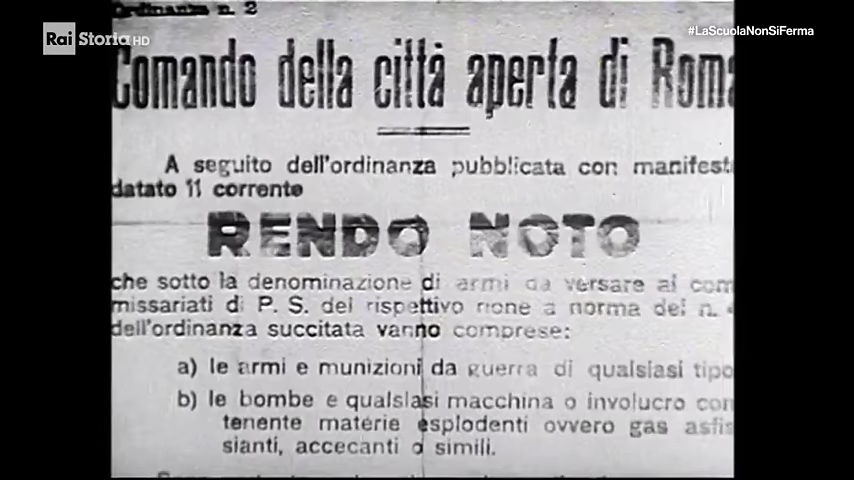 Ordinanza n. 2
Rai Storia HD
#LaScuolaNonSiFerma
Comando della città aperta di Roma
A seguito dell'ordinanza pubblicata con manifest
datato 11 corrente
RENDO NOTO
che sotto la denominazione di armi da versare ai com
missariati di P. S. del rispettivo rione a norma del n.
dell'ordinanza succitata vanno comprese:
a) le armi e munizioni da guerra di qualsiasi tipo
b) le bombe e qualsiasi macchina o involucro con
tenente materie esplodenti ovvero gas asfis
sianti, accecanti o simili.